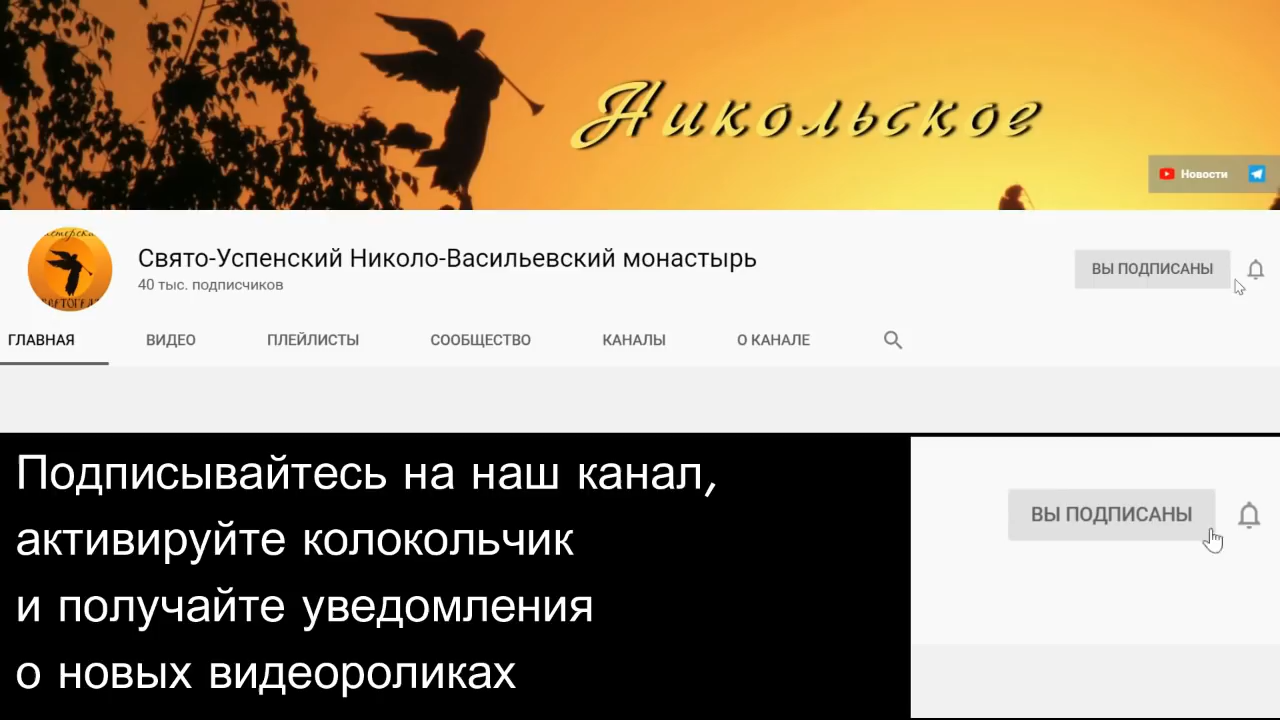 Никольское
Новости
Свято-Успенский Николо-Васильевский монастырь
40 тыс. подписчиков
ВЫ ПОДПИСАНЫ
ГЛАВНАЯ ВИДЕО ПЛЕЙЛИСТЫ СООБЩЕСТВО КАНАЛЫ О КАНАЛЕ
Подписывайтесь на наш канал,
активируйте колокольчик
и получайте уведомления
о новых видеороликах
ВЫ ПОДПИСАНЫ